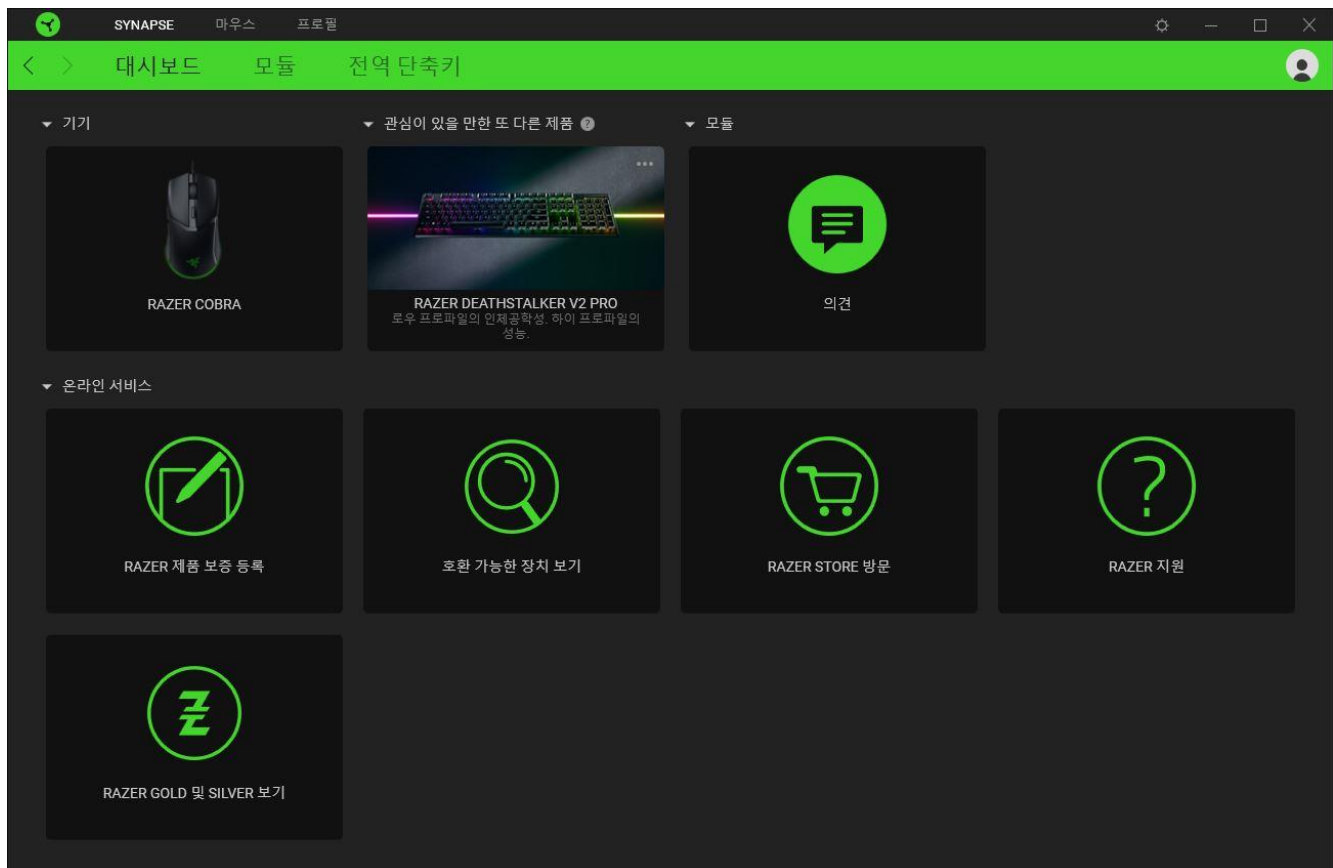 SYNAPSE 마우스 프로필
대시보드 모듈 전역 단축키
기기
관심이 있을 만한 또 다른 제품 ?
모듈
RAZER COBRA
RAZER DEATHSTALKER V2 PRO
로우 프로파일의 인체공학성. 하이 프로파일의
성능.
의견
온라인 서비스
RAZER 제품 보증 등록
호환 가능한 장치 보기
RAZER STORE 방문
RAZER 지원
RAZER GOLD 및 SILVER 보기